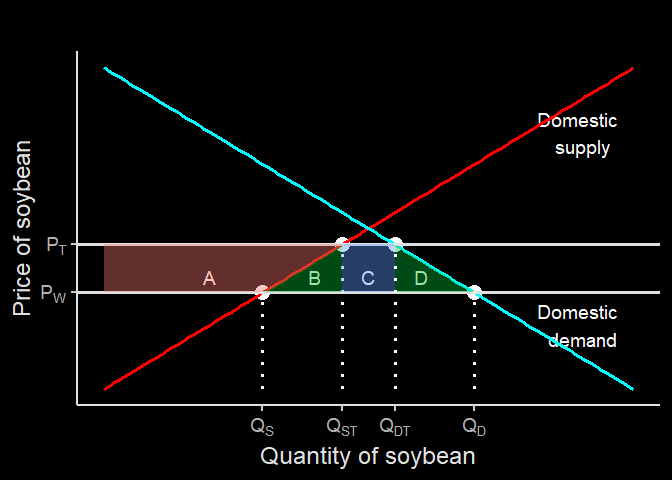 Domestic
supply
Price of soybean
P_T
A
B
C
D
P_W
Domestic
demand
Q_S
Q_ST
Q_DT
Q_D
Quantity of soybean